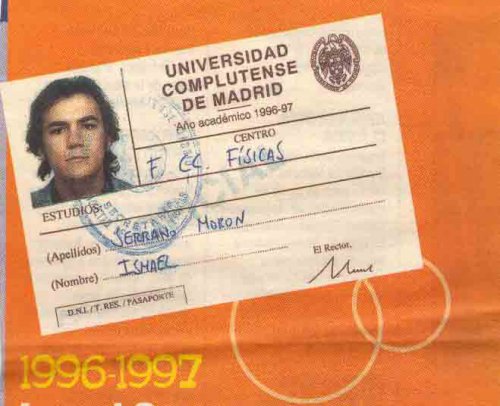 UNIVERSIDAD
COMPLUTENSE
DE MADRID
Año académico 1996-97
CENTRO
F. CC. FÍSICAS
ESTUDIOS
(Apellidos) SERRANO MORON
(Nombre) ISMAEL
El Rector,
D.N.I. / T. RES. / PASAPORTE
1996-1997